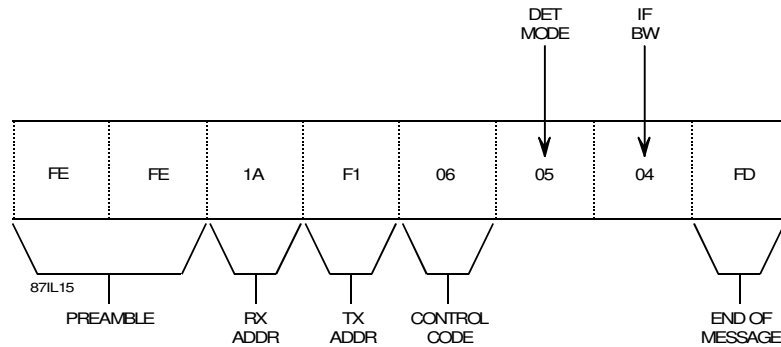 DET
MODE
IF
BW
FE FE 1A F1 06 05 04 FD
871L15
PREAMBLE
RX
ADDR
TX
ADDR
CONTROL
CODE
END OF
MESSAGE